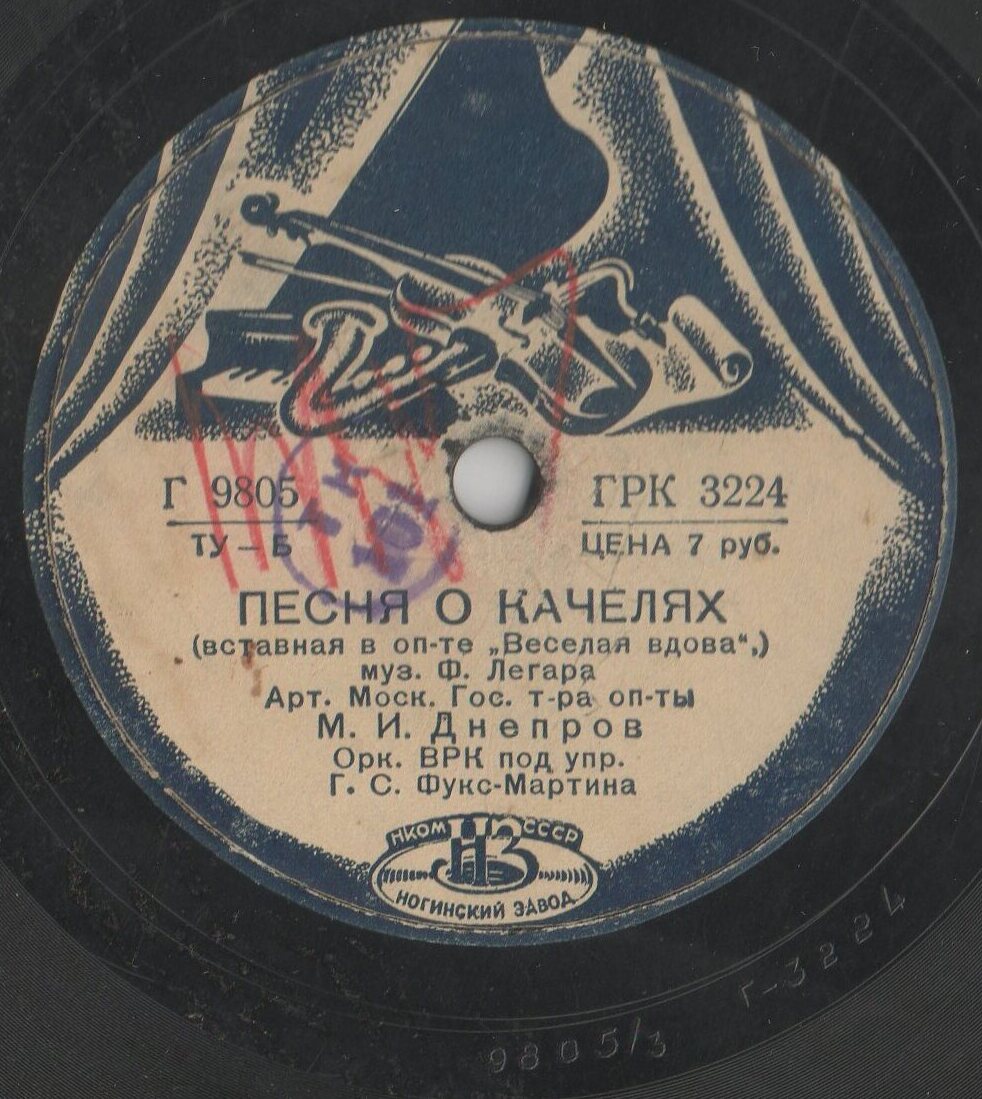 Г 9805
ГРК 3224
ТУ — Б
ЦЕНА 7 руб.
ПЕСНЯ О КАЧЕЛЯХ
(вставная в оп-те „Веселая вдова“,)
муз. Ф. Легара
Арт. Моск. Гос. т-ра оп-ты
М. И. Днепров
Орк. ВРК под упр.
Г. С. Фукс-Мартина
НКОМ НЗ СССР
НОГИНСКИЙ ЗАВОД
Г-3224
9805/3